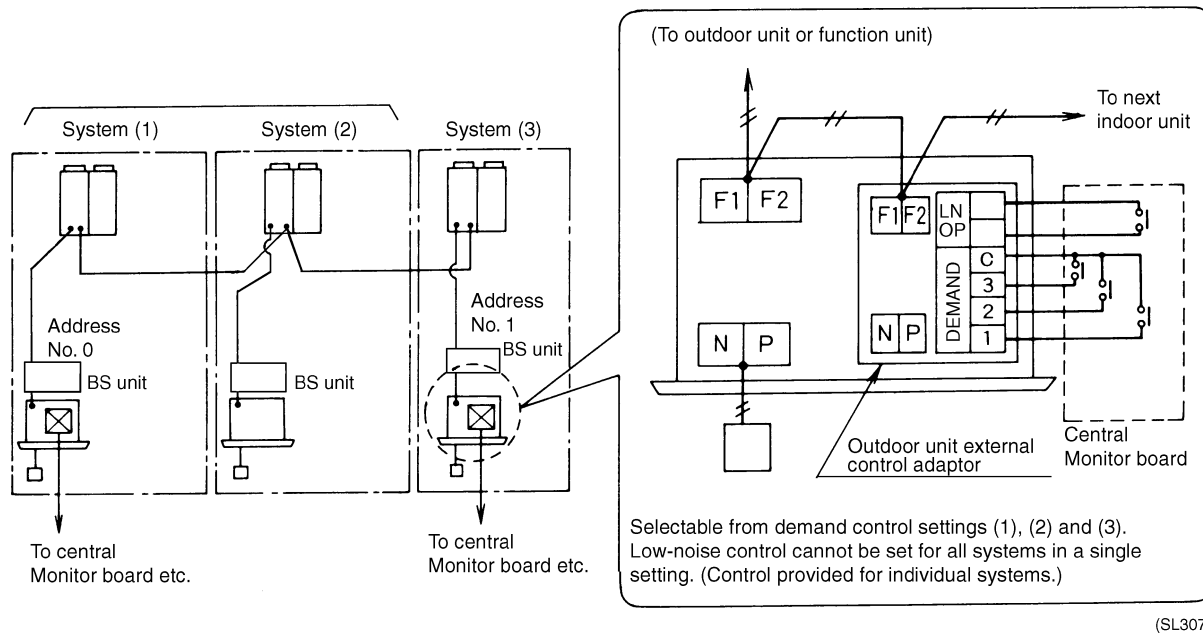 System (1)
System (2)
System (3)
Address
No. 0
BS unit
BS unit
Address
No. 1
BS unit
To central
Monitor board etc.
To central
Monitor board etc.
(To outdoor unit or function unit)
To next
indoor unit
F1 F2
F1 F2
LN
OP
DEMAND
C
3
2
1
N P
N P
Outdoor unit external
control adaptor
Central
Monitor board
Selectable from demand control settings (1), (2) and (3).
Low-noise control cannot be set for all systems in a single
setting. (Control provided for individual systems.)
(SL307